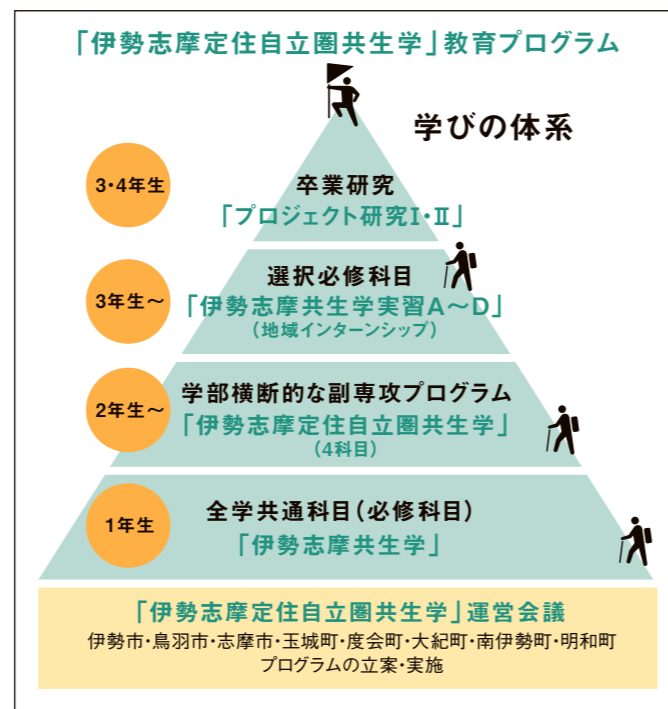 「伊勢志摩定住自立圏共生学」教育プログラム
学びの体系
3・4年生
卒業研究
「プロジェクト研究Ⅰ・Ⅱ」
3年生～
選択必修科目
「伊勢志摩共生学実習A～D」
（地域インターンシップ）
2年生～
学部横断的な副専攻プログラム
「伊勢志摩定住自立圏共生学」
（4科目）
1年生
全学共通科目（必修科目）
「伊勢志摩共生学」
「伊勢志摩定住自立圏共生学」運営会議
伊勢市・鳥羽市・志摩市・玉城町・度会町・大紀町・南伊勢町・明和町
プログラムの立案・実施